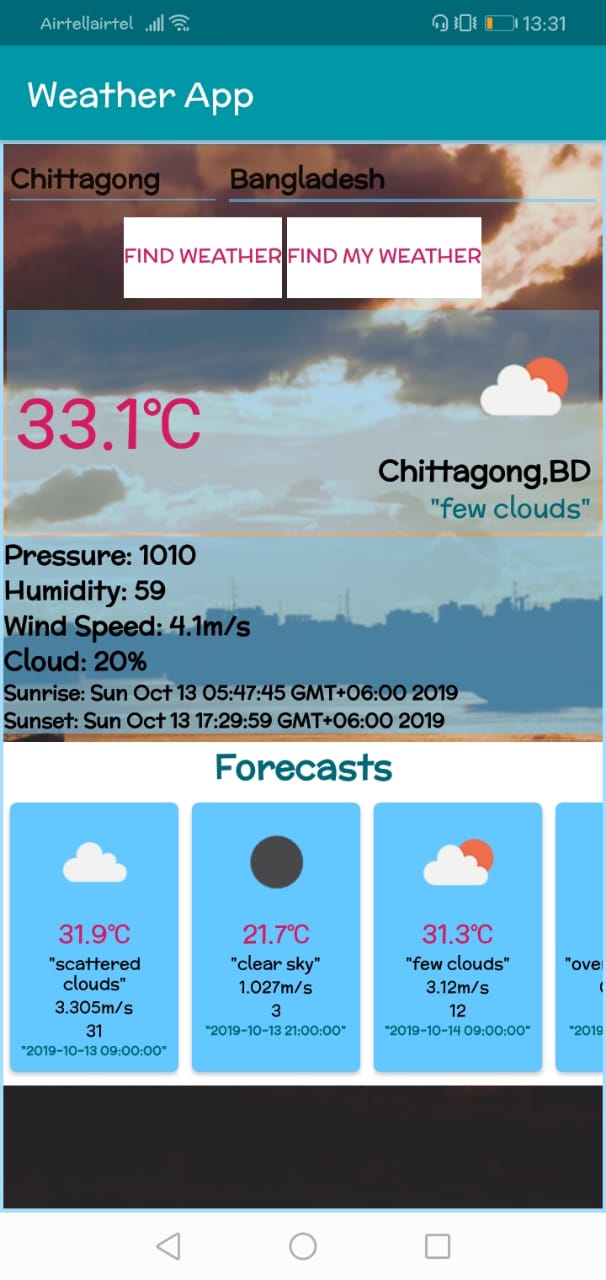 Airtel|airtel 13:31
Weather App
Chittagong Bangladesh
FIND WEATHER FIND MY WEATHER
33.1°C
Chittagong,BD
"few clouds"
Pressure: 1010
Humidity: 59
Wind Speed: 4.1m/s
Cloud: 20%
Sunrise: Sun Oct 13 05:47:45 GMT+06:00 2019
Sunset: Sun Oct 13 17:29:59 GMT+06:00 2019
Forecasts
31.9°C
"scattered
clouds"
3.305m/s
31
"2019-10-13 09:00:00"
21.7°C
"clear sky"
1.027m/s
3
"2019-10-13 21:00:00"
31.3°C
"few clouds"
3.12m/s
12
"2019-10-14 09:00:00"
"2019